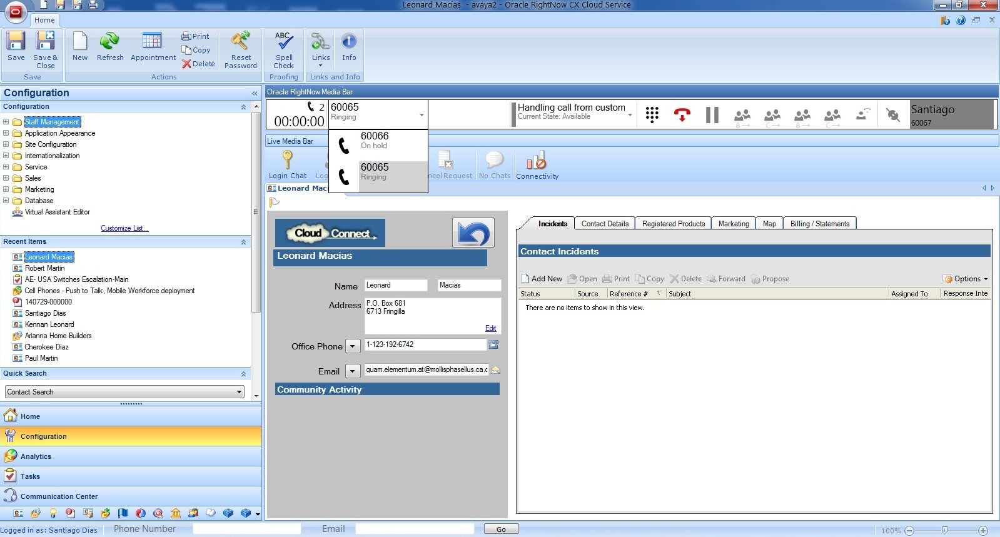 Leonard Macias - avaya2 - Oracle RightNow CX Cloud Service
Home
Save
Save & Close
New
Refresh
Appointment
Print
Copy
Delete
Reset Password
ABC
Spell Check
Links
Info
Save
Actions
Proofing
Links and Info
Configuration
Configuration
Staff Management
Application Appearance
Site Configuration
Internationalization
Service
Sales
Marketing
Database
Virtual Assistant Editor
Customize List...
Recent Items
Leonard Macias
Robert Martin
AE- USA Switches Escalation-Main
Cell Phones - Push to Talk, Mobile Workforce deployment
140729-000000
Santiago Dias
Kennan Leonard
Arianna Home Builders
Cherokee Diaz
Paul Martin
Quick Search
Contact Search
Home
Configuration
Analytics
Tasks
Communication Center
Oracle RightNow Media Bar
2
00:00:00
60065
Ringing
Handling call from custom
Current State: Available
B
C
B
C
Santiago
60067
60066
On hold
60065
Ringing
Live Media Bar
Login Chat
Log
ncel Request
No Chats
Connectivity
Leonard Maci
Cloud Connect
Leonard Macias
Name
Leonard
Macias
Address
P.O. Box 681
6713 Fringilla
Edit
Office Phone
1-123-192-6742
Email
quam.elementum.at@mollisphasellus.ca.c
Community Activity
Incidents
Contact Details
Registered Products
Marketing
Map
Billing / Statements
Contact Incidents
Add New
Open
Print
Copy
Delete
Forward
Propose
Options
Status
Source
Reference #
Subject
Assigned To
Response Inte
There are no items to show in this view.
Logged in as: Santiago Dias
Phone Number
Email
Go
100%